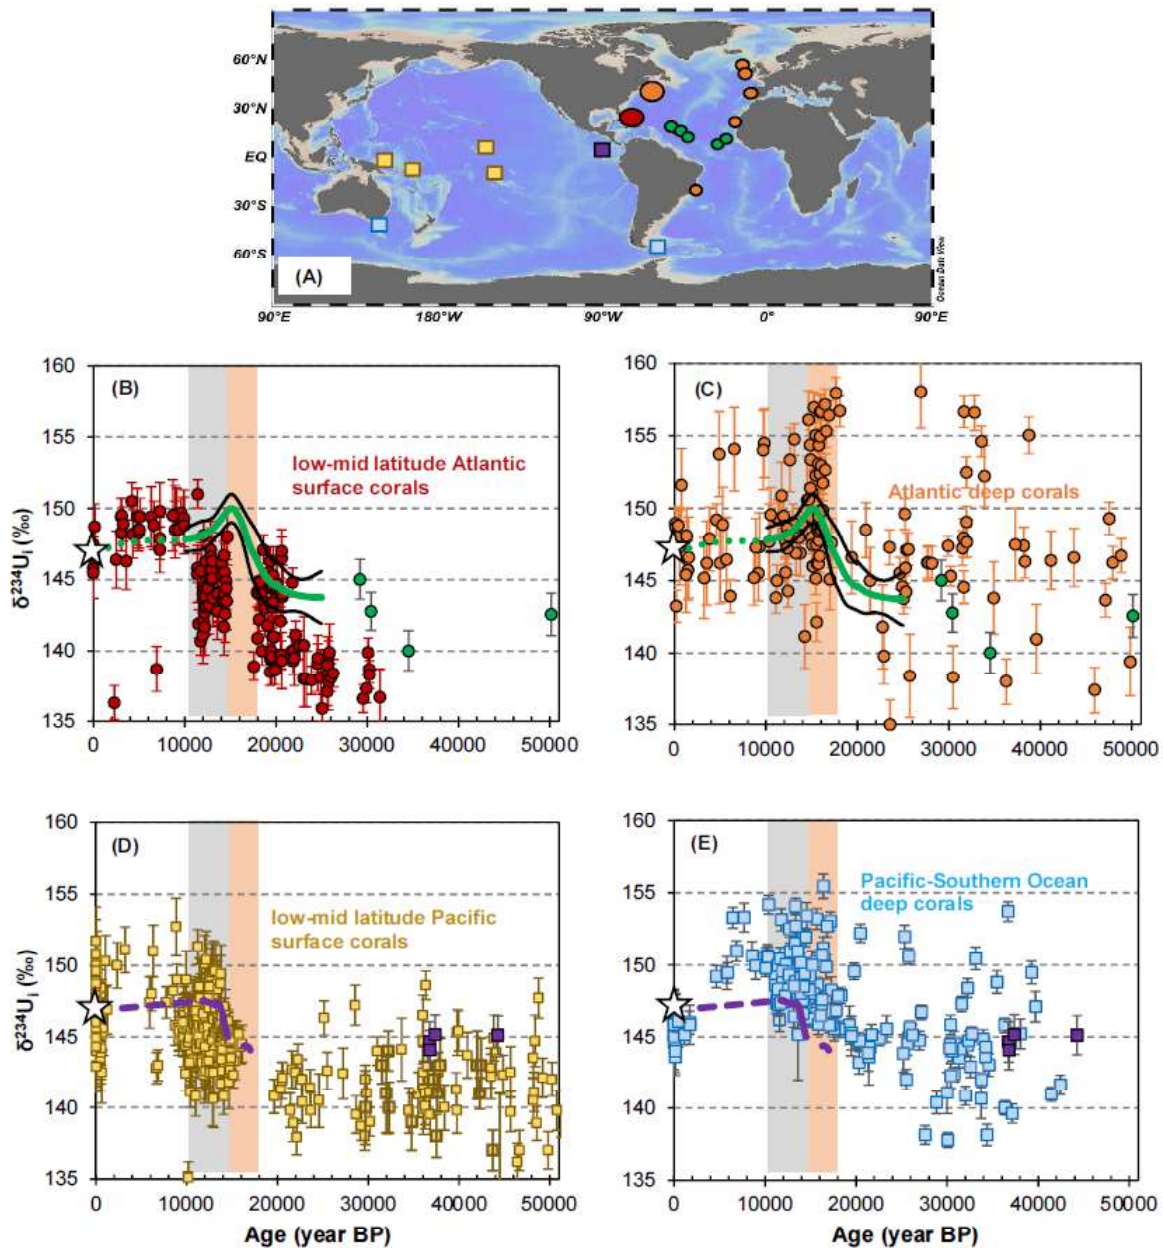 60°N
30°N
EQ
30°S
60°S
(A)
Ocean Data View
90°E 180°W 90°W 0° 90°E
160
155
150
145
140
135
δ²³⁴Uᵢ (‰)
(B)
low-mid latitude Atlantic
surface corals
0 10000 20000 30000 40000 50000
160
155
150
145
140
135
(C)
Atlantic deep corals
0 10000 20000 30000 40000 50000
160
155
150
145
140
135
δ²³⁴Uᵢ (‰)
(D)
low-mid latitude Pacific
surface corals
0 10000 20000 30000 40000 50000
Age (year BP)
160
155
150
145
140
135
(E)
Pacific-Southern Ocean
deep corals
0 10000 20000 30000 40000 50000
Age (year BP)